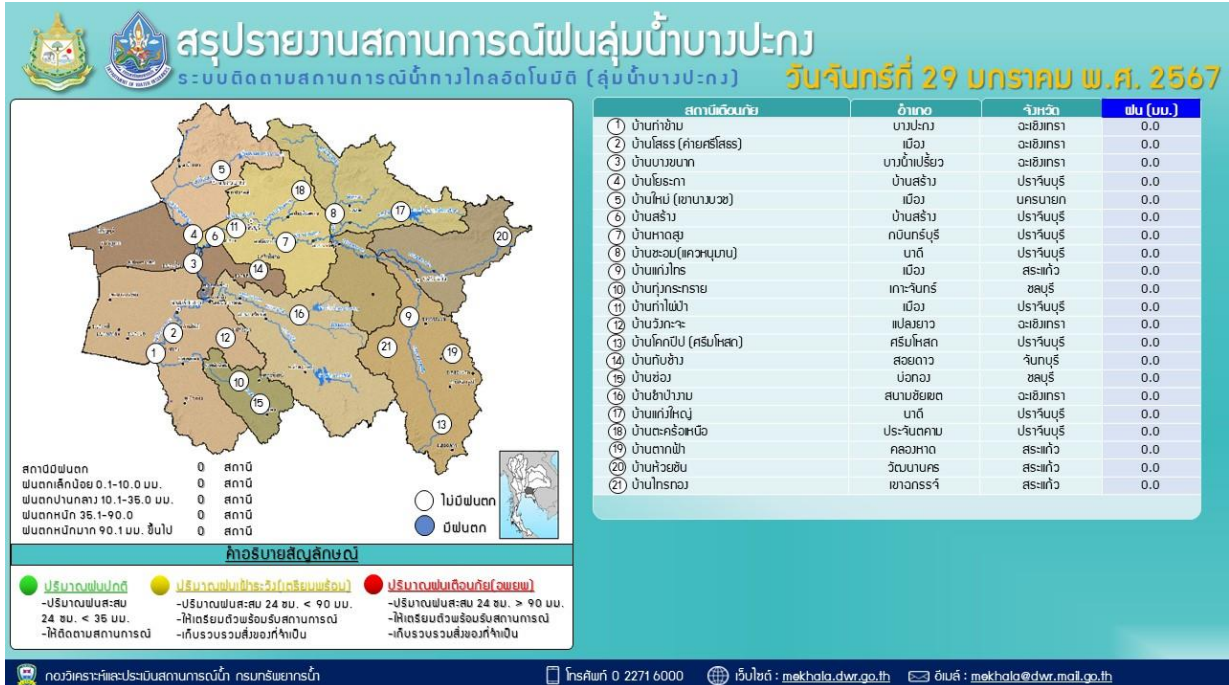 สรุปรายงานสถานการณ์ฝนลุ่มน้ำบางปะกง
ระบบติดตามสถานการณ์น้ำทางไกลอัตโนมัติ (ลุ่มน้ำบางปะกง)
วันจันทร์ที่ 29 มกราคม พ.ศ. 2567
สถานีเตือนภัย อำเภอ จังหวัด ฝน (มม.)
1 บ้านท่าข้าม บางปะกง ฉะเชิงเทรา 0.0
2 บ้านโสธร (ค่ายศรีโสธร) เมือง ฉะเชิงเทรา 0.0
3 บ้านบางขนาก บางน้ำเปรี้ยว ฉะเชิงเทรา 0.0
4 บ้านโยธะกา บ้านสร้าง ปราจีนบุรี 0.0
5 บ้านใหม่ (เขานางบวช) เมือง นครนายก 0.0
6 บ้านสร้าง บ้านสร้าง ปราจีนบุรี 0.0
7 บ้านหาดสูง กบินทร์บุรี ปราจีนบุรี 0.0
8 บ้านชะอม(แควหนุมาน) นาดี ปราจีนบุรี 0.0
9 บ้านแก่งไทร เมือง สระแก้ว 0.0
10 บ้านทุ่งกระทราย เกาะจันทร์ ชลบุรี 0.0
11 บ้านท่าไผ่ป่า เมือง ปราจีนบุรี 0.0
12 บ้านวังกะจะ แปลงยาว ฉะเชิงเทรา 0.0
13 บ้านโคกปีป (ศรีมโหสถ) ศรีมโหสถ ปราจีนบุรี 0.0
14 บ้านทับช้าง สอยดาว จันทบุรี 0.0
15 บ้านช่อง บ่อทอง ชลบุรี 0.0
16 บ้านชำป่างาม สนามชัยเขต ฉะเชิงเทรา 0.0
17 บ้านแก่งใหญ่ นาดี ปราจีนบุรี 0.0
18 บ้านตะคร้อเหนือ ประจันตคาม ปราจีนบุรี 0.0
19 บ้านตากฟ้า คลองหาด สระแก้ว 0.0
20 บ้านห้วยชัน วัฒนานคร สระแก้ว 0.0
21 บ้านไทรทอง เขาฉกรรจ์ สระแก้ว 0.0
สถานีมีฝนตก 0 สถานี
ฝนตกเล็กน้อย 0.1-10.0 มม. 0 สถานี
ฝนตกปานกลาง 10.1-35.0 มม. 0 สถานี
ฝนตกหนัก 35.1-90.0 0 สถานี
ฝนตกหนักมาก 90.1 มม. ขึ้นไป 0 สถานี
ไม่มีฝนตก
มีฝนตก
คำอธิบายสัญลักษณ์
ปริมาณฝนปกติ
-ปริมาณฝนสะสม
24 ชม. < 35 มม.
-ให้ติดตามสถานการณ์
ปริมาณฝนเฝ้าระวัง(เตรียมพร้อม)
-ปริมาณฝนสะสม 24 ชม. < 90 มม.
-ให้เตรียมตัวพร้อมรับสถานการณ์
-เก็บรวบรวมสิ่งของที่จำเป็น
ปริมาณฝนเตือนภัย(อพยพ)
-ปริมาณฝนสะสม 24 ชม. > 90 มม.
-ให้เตรียมตัวพร้อมรับสถานการณ์
-เก็บรวบรวมสิ่งของที่จำเป็น
กองวิเคราะห์และประเมินสถานการณ์น้ำ กรมทรัพยากรน้ำ
โทรศัพท์ 0 2271 6000
เว็บไซต์ : mekhala.dwr.go.th
อีเมล์ : mekhala@dwr.mail.go.th